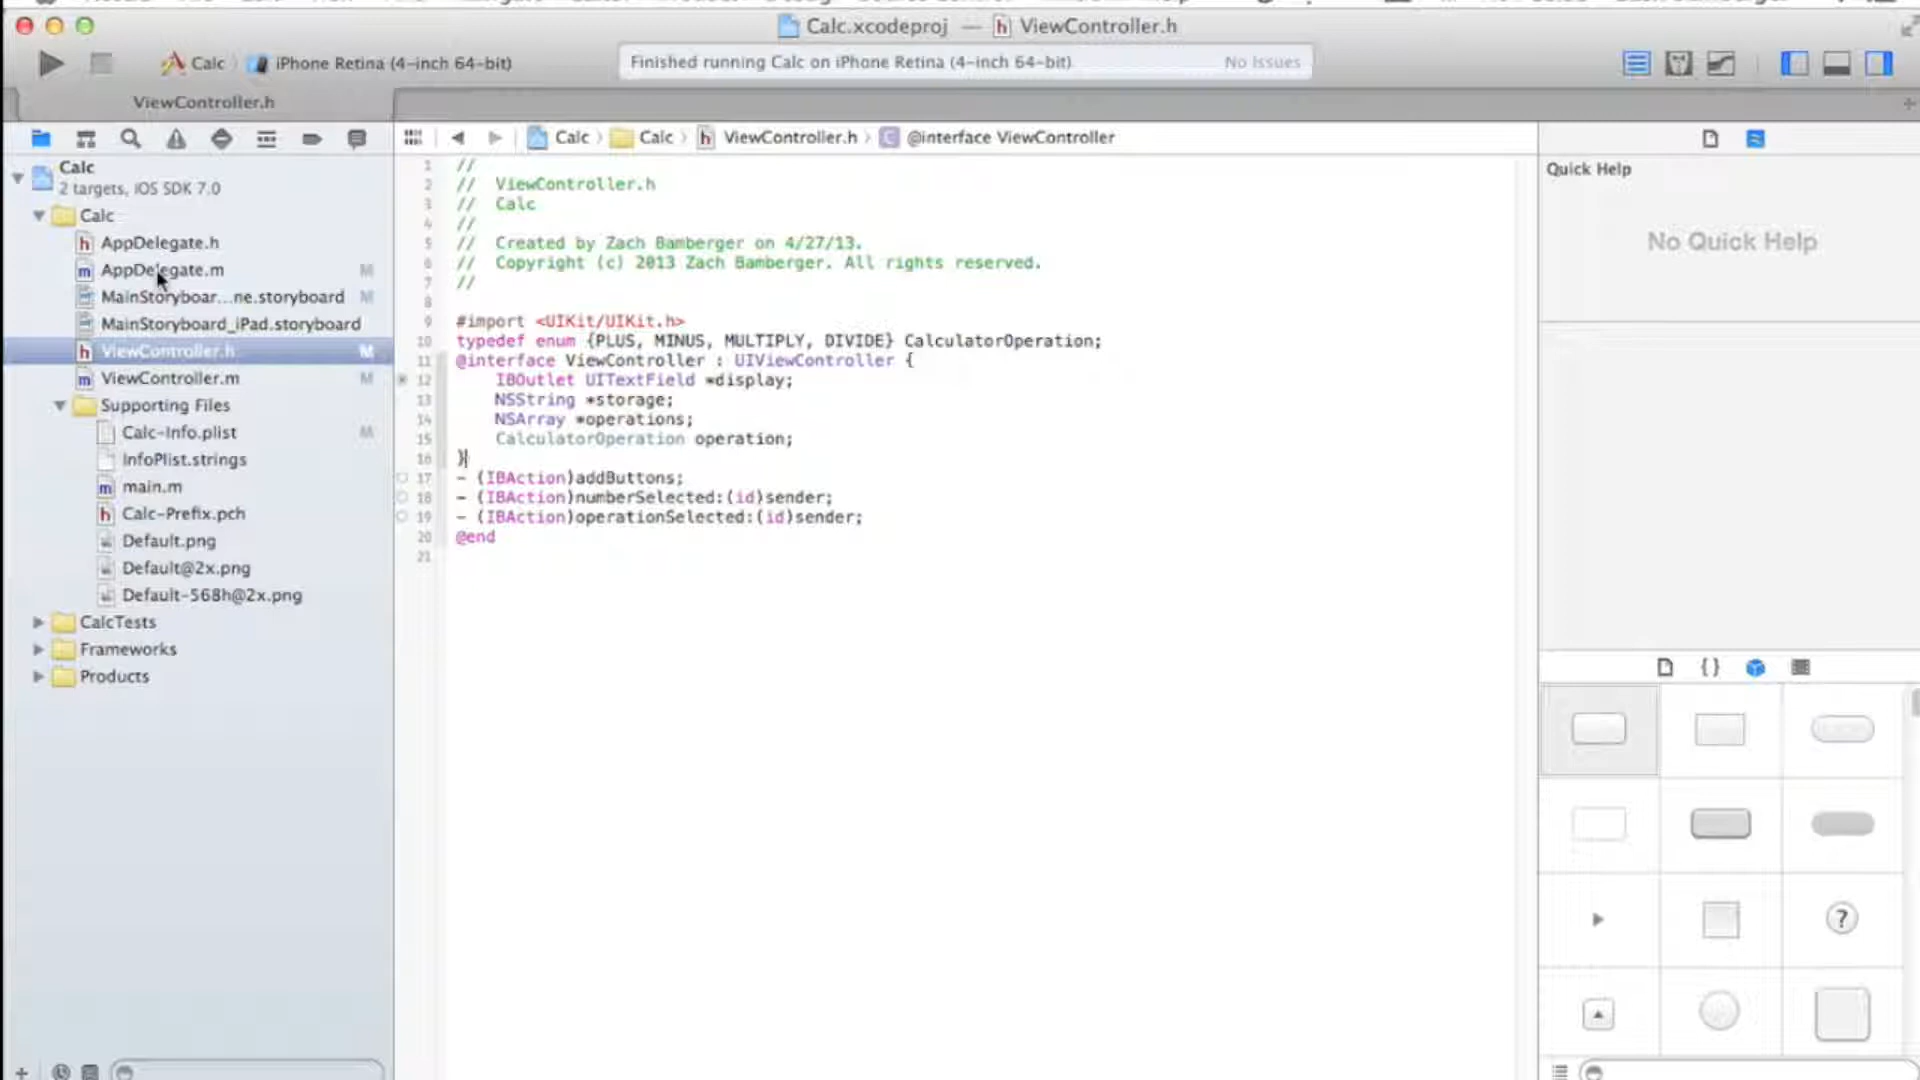 Calc.xcodeproj — ViewController.h
Calc
iPhone Retina (4-inch 64-bit)
Finished running Calc on iPhone Retina (4-inch 64-bit)
No Issues
ViewController.h
Calc
Calc
ViewController.h
@interface ViewController
Calc
2 targets, iOS SDK 7.0
Calc
AppDelegate.h
AppDelegate.m M
MainStoryboar...ne.storyboard M
MainStoryboard_iPad.storyboard
ViewController.h M
ViewController.m M
Supporting Files
Calc-Info.plist M
InfoPlist.strings
main.m
Calc-Prefix.pch
Default.png
Default@2x.png
Default-568h@2x.png
CalcTests
Frameworks
Products
1 //
2 // ViewController.h
3 // Calc
4 //
5 // Created by Zach Bamberger on 4/27/13.
6 // Copyright (c) 2013 Zach Bamberger. All rights reserved.
7 //
8
9 #import <UIKit/UIKit.h>
10 typedef enum {PLUS, MINUS, MULTIPLY, DIVIDE} CalculatorOperation;
11 @interface ViewController : UIViewController {
12 IBOutlet UITextField *display;
13 NSString *storage;
14 NSArray *operations;
15 CalculatorOperation operation;
16 }
17 - (IBAction)addButtons;
18 - (IBAction)numberSelected:(id)sender;
19 - (IBAction)operationSelected:(id)sender;
20 @end
21
Quick Help
No Quick Help